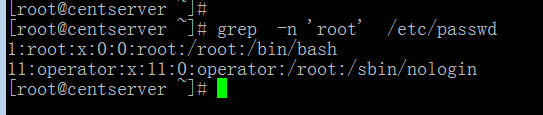 [root@centserver ~]#
[root@centserver ~]# grep  -n 'root'  /etc/passwd
1:root:x:0:0:root:/root:/bin/bash
11:operator:x:11:0:operator:/root:/sbin/nologin
[root@centserver ~]#